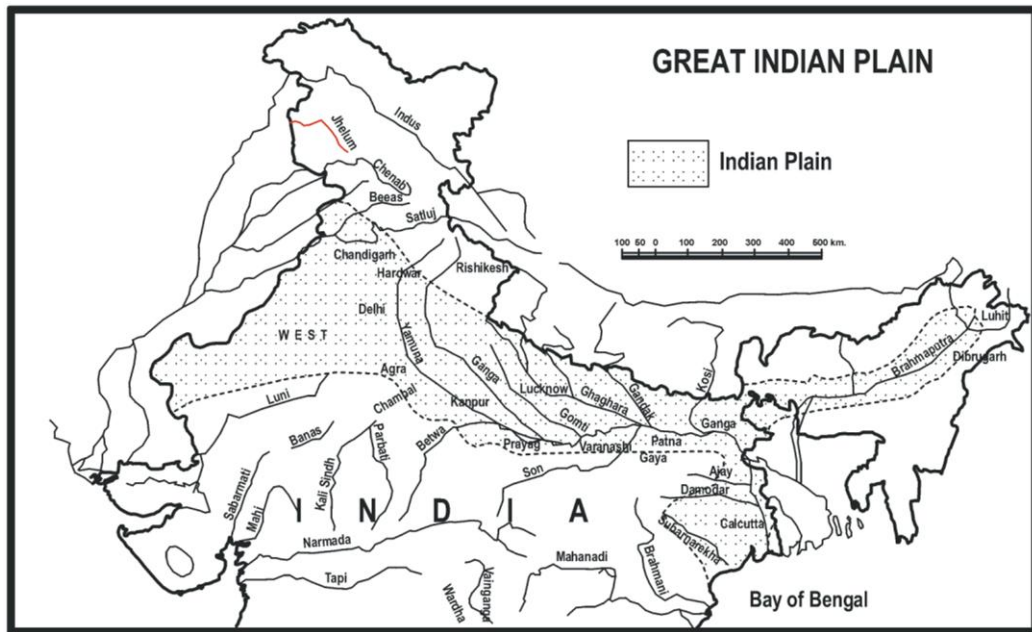 GREAT INDIAN PLAIN
Indian Plain
100 50 0 100 200 300 400 500 km.
Indus
Jhelum
Chenab
Beeas
Satluj
Chandigarh
Hardwar
Rishikesh
Delhi
WEST
Yamuna
Agra
Ganga
Luni
Chambal
Kanpur
Lucknow
Ghaghara
Gandak
Kosi
Gomti
Ganga
Luhit
Brahmaputra
Dibrugarh
Banas
Parbati
Betwa
Prayag
Varanashi
Patna
Gaya
Son
Ajay
Damodar
Sabarmati
Mahi
Kali Sindh
INDIA
Calcutta
Subarnarekha
Narmada
Mahanadi
Brahmani
Tapi
Wardha
Vainganga
Bay of Bengal